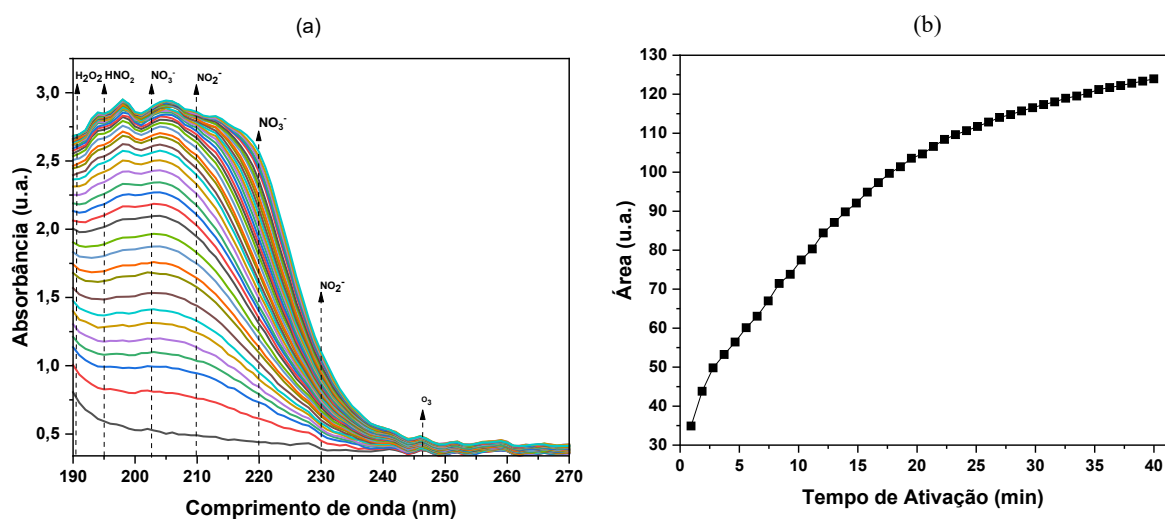 (a)
H₂O₂ HNO₂ NO₃⁻ NO₂⁻
NO₃⁻
NO₂⁻
O₃
3,0
2,5
2,0
1,5
1,0
0,5
Absorbância (u.a.)
190 200 210 220 230 240 250 260 270
Comprimento de onda (nm)
(b)
130
120
110
100
90
80
70
60
50
40
30
Área (u.a.)
0 5 10 15 20 25 30 35 40
Tempo de Ativação (min)